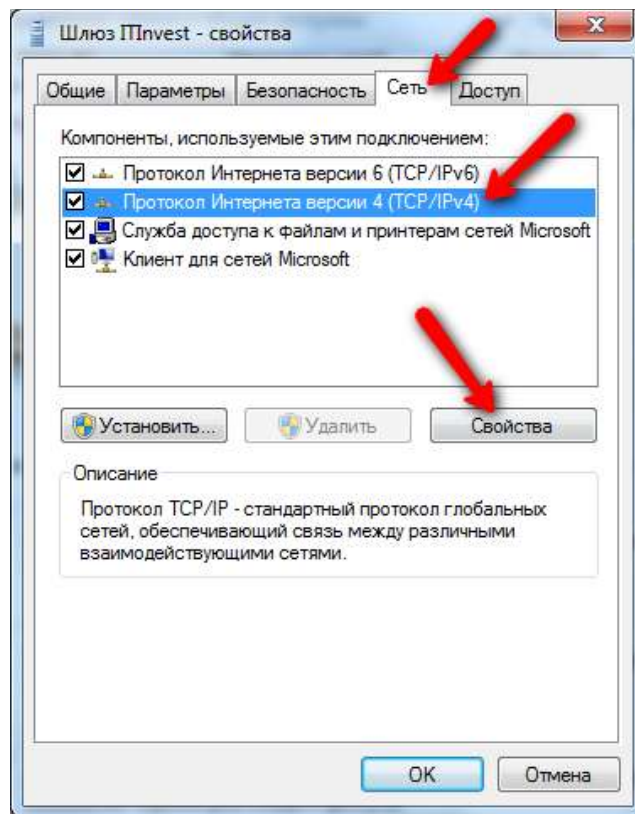 Шлюз ITInvest - свойства
Общие Параметры Безопасность Сеть Доступ
Компоненты, используемые этим подключением:
Протокол Интернета версии 6 (TCP/IPv6)
Протокол Интернета версии 4 (TCP/IPv4)
Служба доступа к файлам и принтерам сетей Microsoft
Клиент для сетей Microsoft
Установить... Удалить Свойства
Описание
Протокол TCP/IP - стандартный протокол глобальных
сетей, обеспечивающий связь между различными
взаимодействующими сетями.
OK Отмена